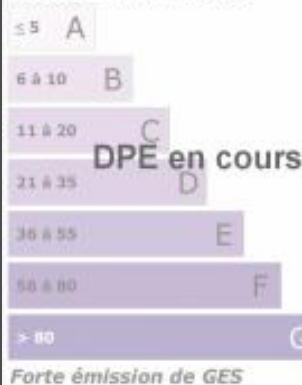 ≤ 5 A
6 à 10 B
11 à 20 C
DPE en cours
21 à 35 D
36 à 55 E
56 à 80 F
> 80 G
Forte émission de GES